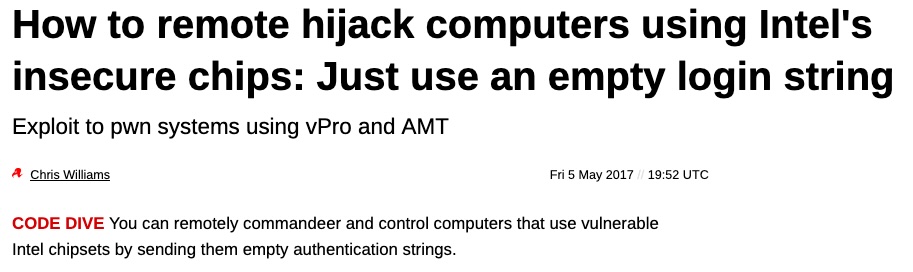 How to remote hijack computers using Intel's
insecure chips: Just use an empty login string
Exploit to pwn systems using vPro and AMT
Chris Williams Fri 5 May 2017 // 19:52 UTC
CODE DIVE You can remotely commandeer and control computers that use vulnerable
Intel chipsets by sending them empty authentication strings.